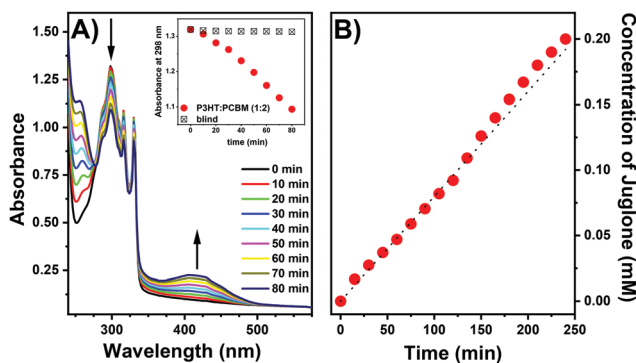 A)
B)
1.50
1.25
1.00
0.75
0.50
0.25
Absorbance
300
400
500
Wavelength (nm)
1.3
1.2
1.1
Absorbance at 298 nm
P3HT:PCBM (1:2)
blind
0
20
40
60
80
time (min)
0 min
10 min
20 min
30 min
40 min
50 min
60 min
70 min
80 min
0.20
0.15
0.10
0.05
0.00
Concentration of Juglone (mM)
0
50
100
150
200
250
Time (min)